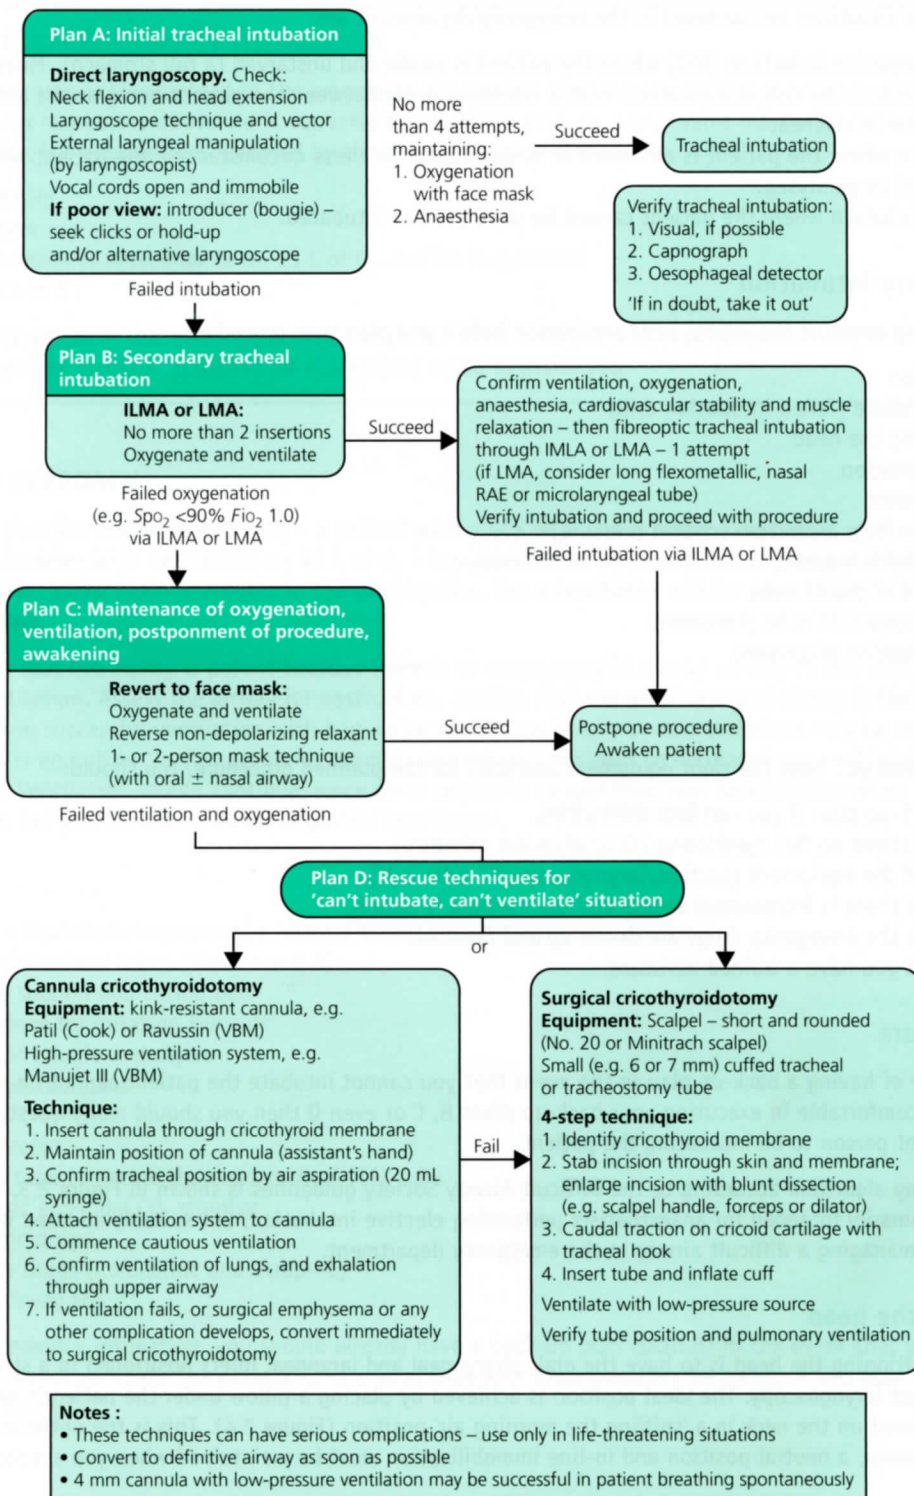 Plan A: Initial tracheal intubation
Direct laryngoscopy. Check:
Neck flexion and head extension
Laryngoscope technique and vector
External laryngeal manipulation
(by laryngoscopist)
Vocal cords open and immobile
If poor view: introducer (bougie) –
seek clicks or hold-up
and/or alternative laryngoscope
No more
than 4 attempts,
maintaining:
1. Oxygenation
with face mask
2. Anaesthesia
Succeed
Tracheal intubation
Verify tracheal intubation:
1. Visual, if possible
2. Capnograph
3. Oesophageal detector
'If in doubt, take it out'
Failed intubation
Plan B: Secondary tracheal
intubation
ILMA or LMA:
No more than 2 insertions
Oxygenate and ventilate
Succeed
Confirm ventilation, oxygenation,
anaesthesia, cardiovascular stability and muscle
relaxation – then fibreoptic tracheal intubation
through IMLA or LMA – 1 attempt
(if LMA, consider long flexometallic, nasal
RAE or microlaryngeal tube)
Verify intubation and proceed with procedure
Failed oxygenation
(e.g. SpO₂ <90% FiO₂ 1.0)
via ILMA or LMA
Failed intubation via ILMA or LMA
Plan C: Maintenance of oxygenation,
ventilation, postponment of procedure,
awakening
Revert to face mask:
Oxygenate and ventilate
Reverse non-depolarizing relaxant
1- or 2-person mask technique
(with oral ± nasal airway)
Succeed
Postpone procedure
Awaken patient
Failed ventilation and oxygenation
Plan D: Rescue techniques for
'can't intubate, can't ventilate' situation
or
Cannula cricothyroidotomy
Equipment: kink-resistant cannula, e.g.
Patil (Cook) or Ravussin (VBM)
High-pressure ventilation system, e.g.
Manujet III (VBM)
Technique:
1. Insert cannula through cricothyroid membrane
2. Maintain position of cannula (assistant's hand)
3. Confirm tracheal position by air aspiration (20 mL
syringe)
4. Attach ventilation system to cannula
5. Commence cautious ventilation
6. Confirm ventilation of lungs, and exhalation
through upper airway
7. If ventilation fails, or surgical emphysema or any
other complication develops, convert immediately
to surgical cricothyroidotomy
Fail
Surgical cricothyroidotomy
Equipment: Scalpel – short and rounded
(No. 20 or Minitrach scalpel)
Small (e.g. 6 or 7 mm) cuffed tracheal
or tracheostomy tube
4-step technique:
1. Identify cricothyroid membrane
2. Stab incision through skin and membrane;
enlarge incision with blunt dissection
(e.g. scalpel handle, forceps or dilator)
3. Caudal traction on cricoid cartilage with
tracheal hook
4. Insert tube and inflate cuff
Ventilate with low-pressure source
Verify tube position and pulmonary ventilation
Notes :
• These techniques can have serious complications – use only in life-threatening situations
• Convert to definitive airway as soon as possible
• 4 mm cannula with low-pressure ventilation may be successful in patient breathing spontaneously